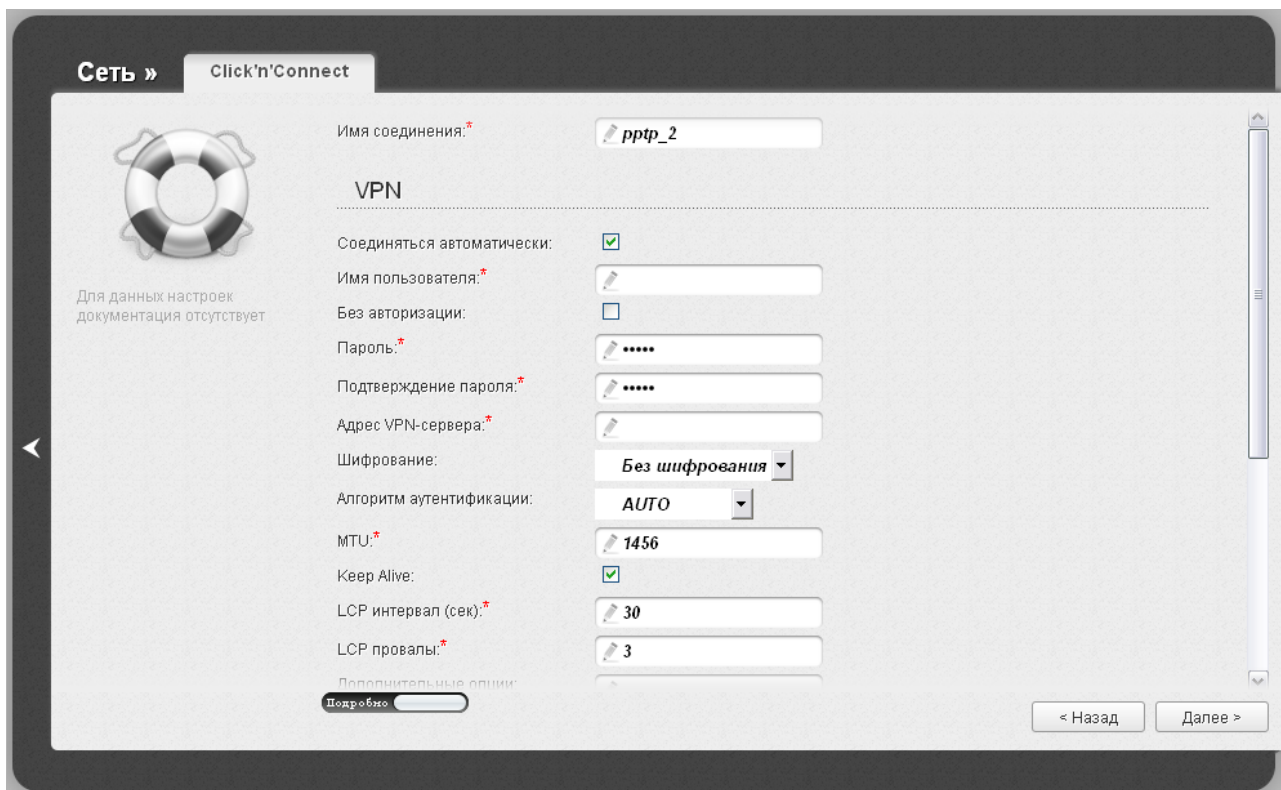 Сеть »
Click'n'Connect
Для данных настроек
документация отсутствует
Имя соединения:* pptp_2
VPN
Соединяться автоматически:
Имя пользователя:*
Без авторизации:
Пароль:* •••••
Подтверждение пароля:* •••••
Адрес VPN-сервера:*
Шифрование: Без шифрования
Алгоритм аутентификации: AUTO
MTU:* 1456
Keep Alive:
LCP интервал (сек):* 30
LCP провалы:* 3
Дополнительные опции:
Подробно
< Назад
Далее >